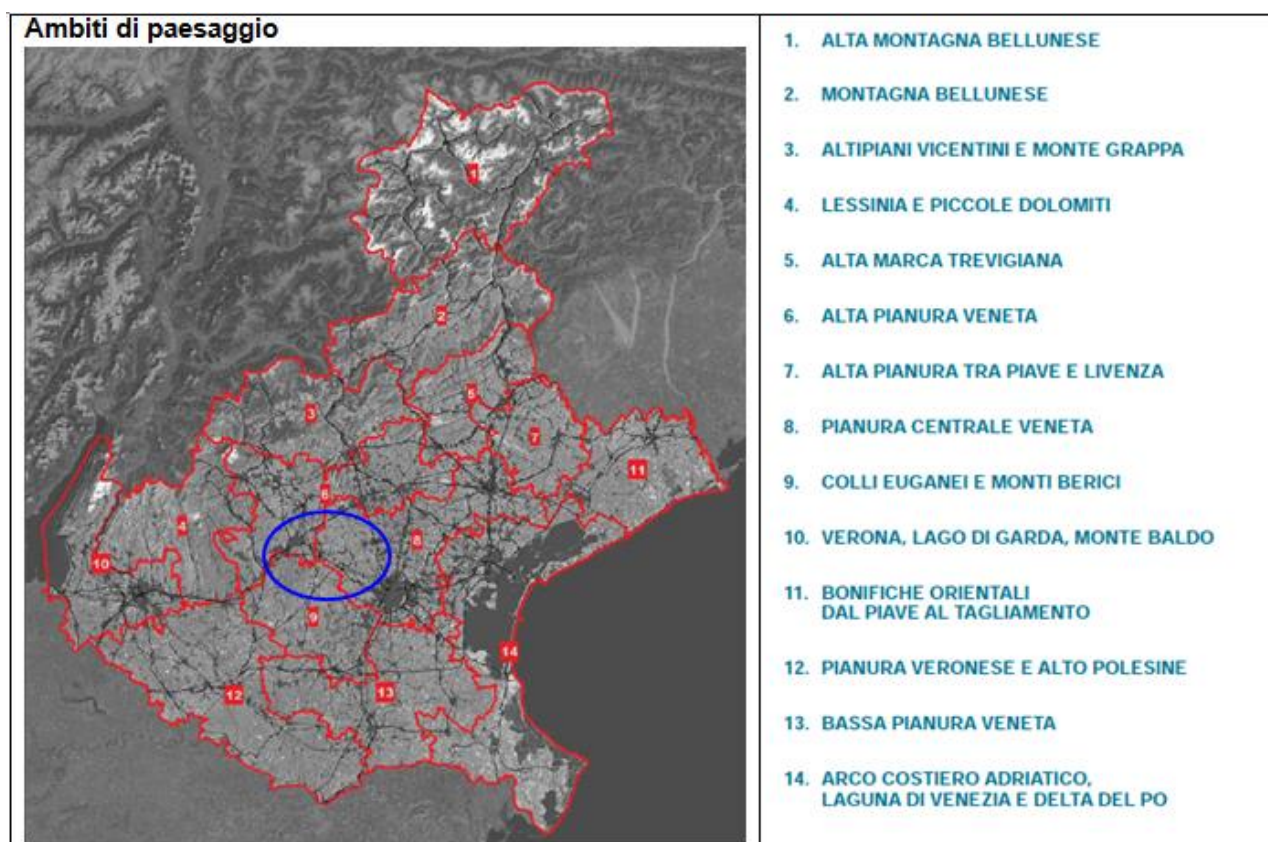 Ambiti di paesaggio
1. ALTA MONTAGNA BELLUNESE
2. MONTAGNA BELLUNESE
3. ALTIPIANI VICENTINI E MONTE GRAPPA
4. LESSINIA E PICCOLE DOLOMITI
5. ALTA MARCA TREVIGIANA
6. ALTA PIANURA VENETA
7. ALTA PIANURA TRA PIAVE E LIVENZA
8. PIANURA CENTRALE VENETA
9. COLLI EUGANEI E MONTI BERICI
10. VERONA, LAGO DI GARDA, MONTE BALDO
11. BONIFICHE ORIENTALI
DAL PIAVE AL TAGLIAMENTO
12. PIANURA VERONESE E ALTO POLESINE
13. BASSA PIANURA VENETA
14. ARCO COSTIERO ADRIATICO,
LAGUNA DI VENEZIA E DELTA DEL PO
1
2
3
5
7
11
6
4
8
10
9
14
13
12